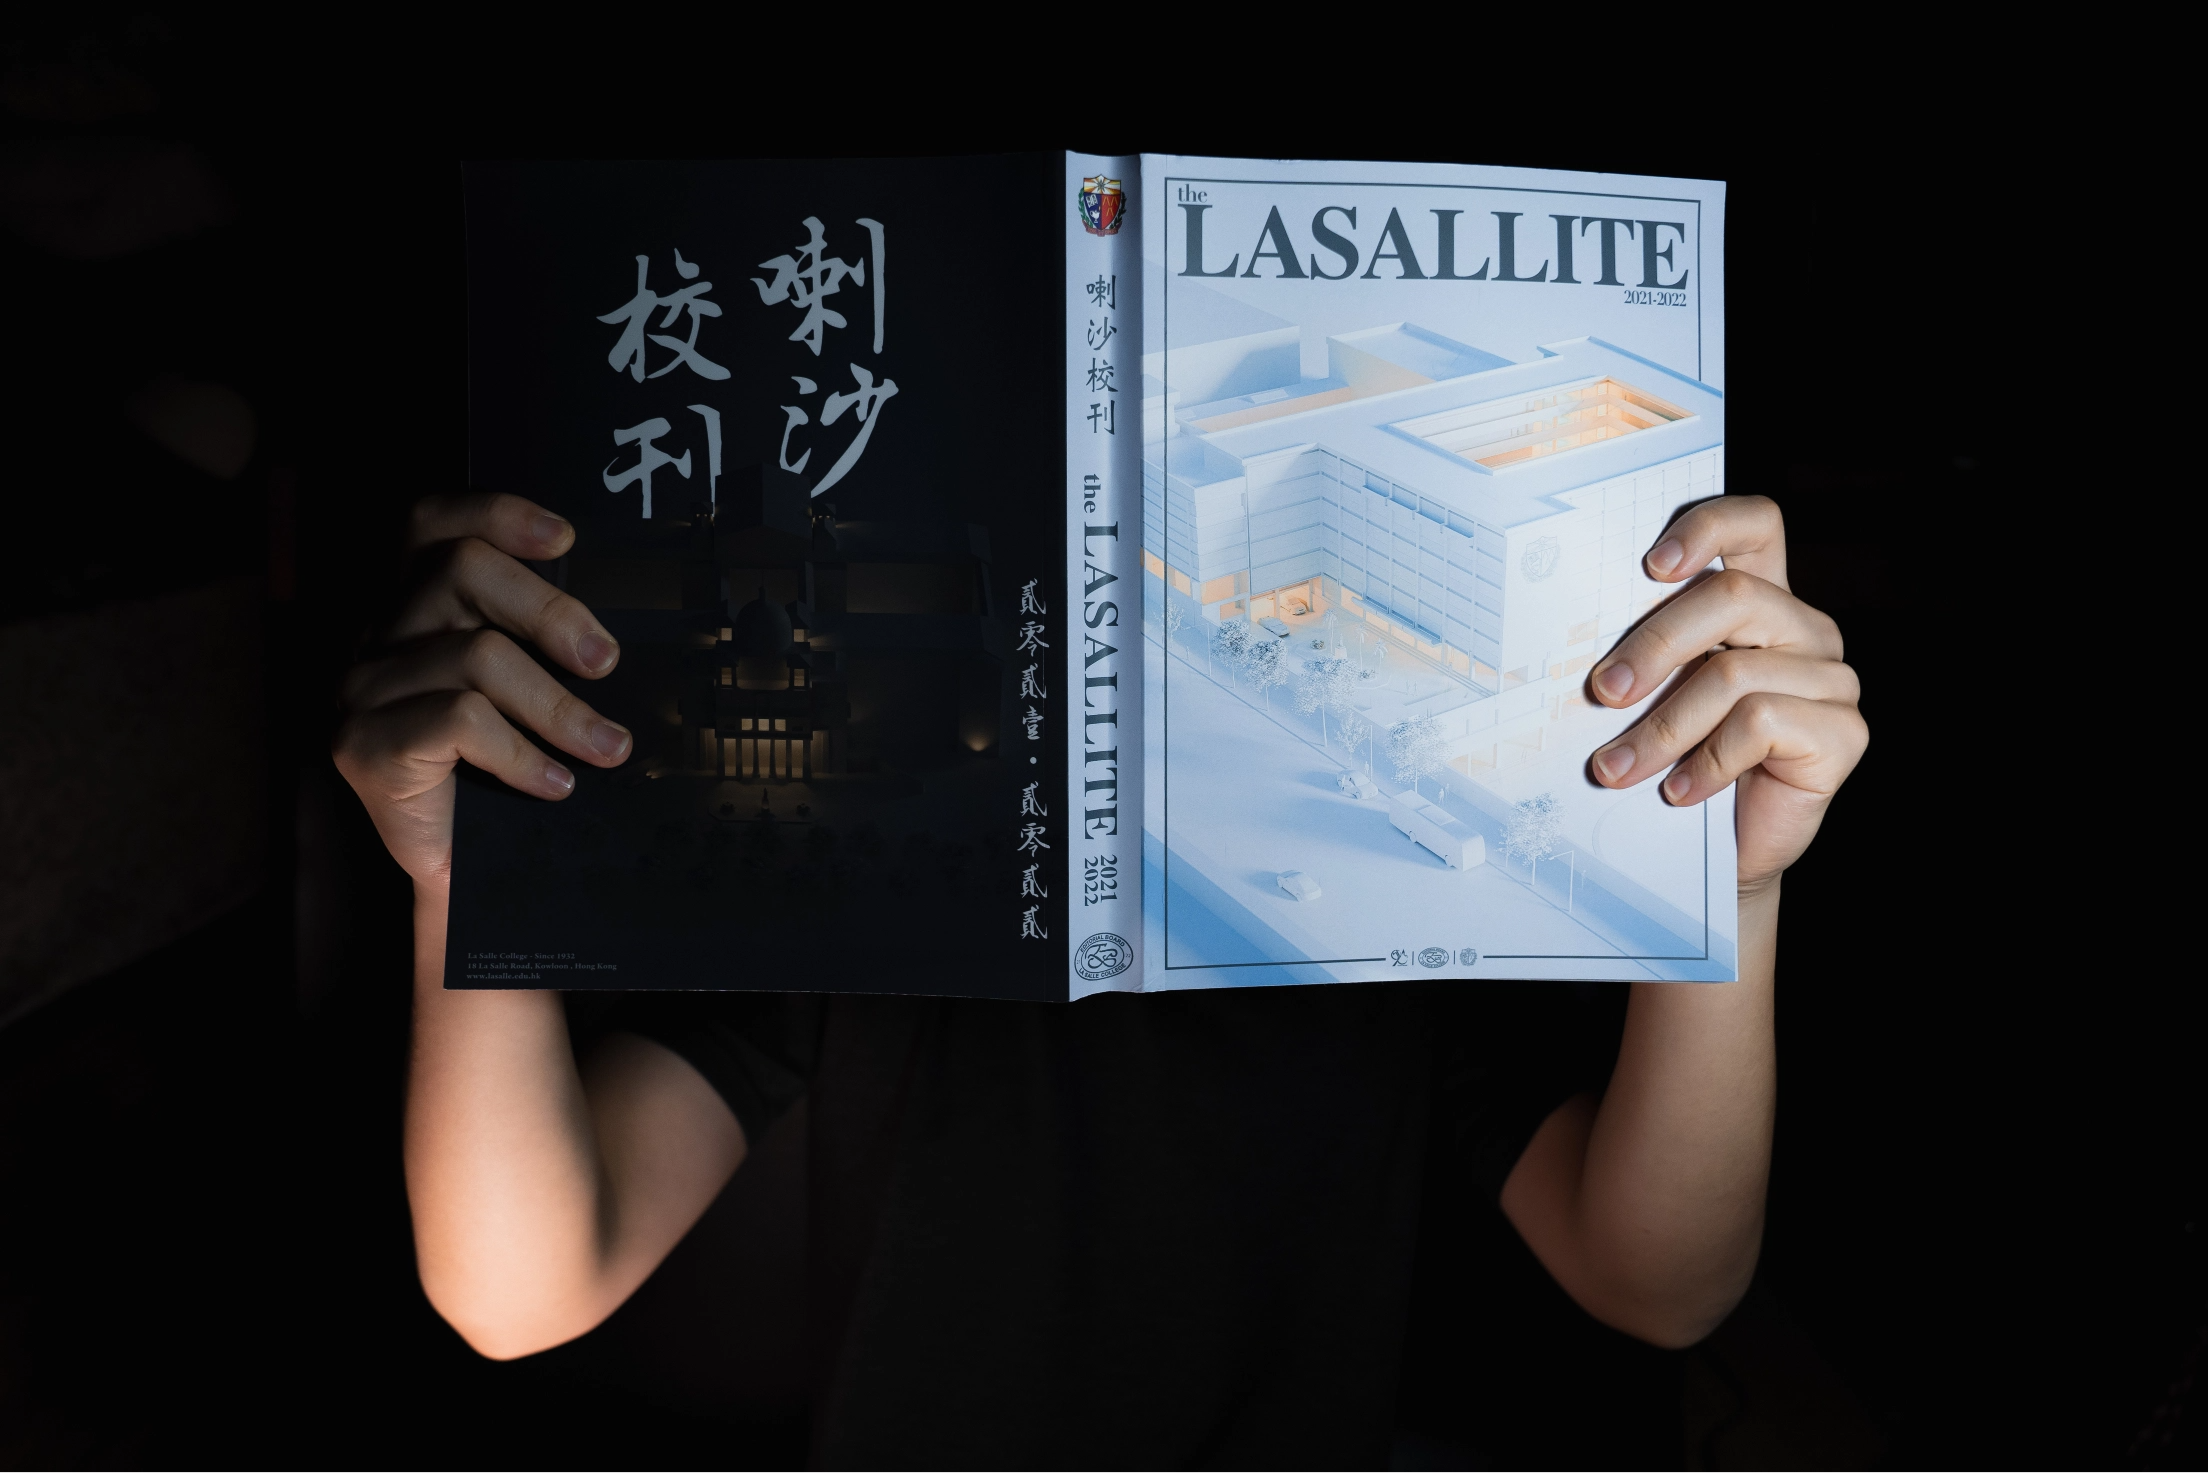 喇沙
校刊
貳零貳壹·貳零貳貳
La Salle College - Since 1932
18 La Salle Road, Kowloon, Hong Kong
www.lasalle.edu.hk
喇沙校刊
the LASALLITE
2021
2022
EDITORIAL BOARD
LA SALLE COLLEGE
the
LASALLITE
2021-2022